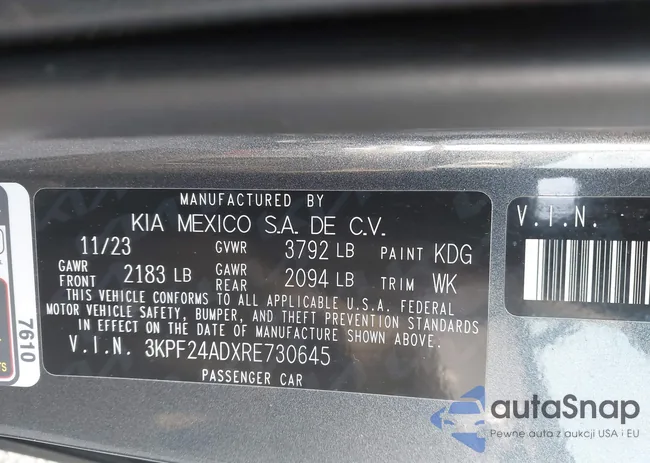 MANUFACTURED BY
KIA MEXICO S.A. DE C.V.
11/23 GVWR 3792 LB PAINT KDG
GAWR FRONT 2183 LB GAWR REAR 2094 LB TRIM WK
THIS VEHICLE CONFORMS TO ALL APPLICABLE U.S.A. FEDERAL
MOTOR VEHICLE SAFETY, BUMPER, AND THEFT PREVENTION STANDARDS
IN EFFECT ON THE DATE OF MANUFACTURE SHOWN ABOVE.
V.I.N. 3KPF24ADXRE730645
PASSENGER CAR
V.I.N.
7610
autaSnap
Pewne auta z aukcji USA i EU